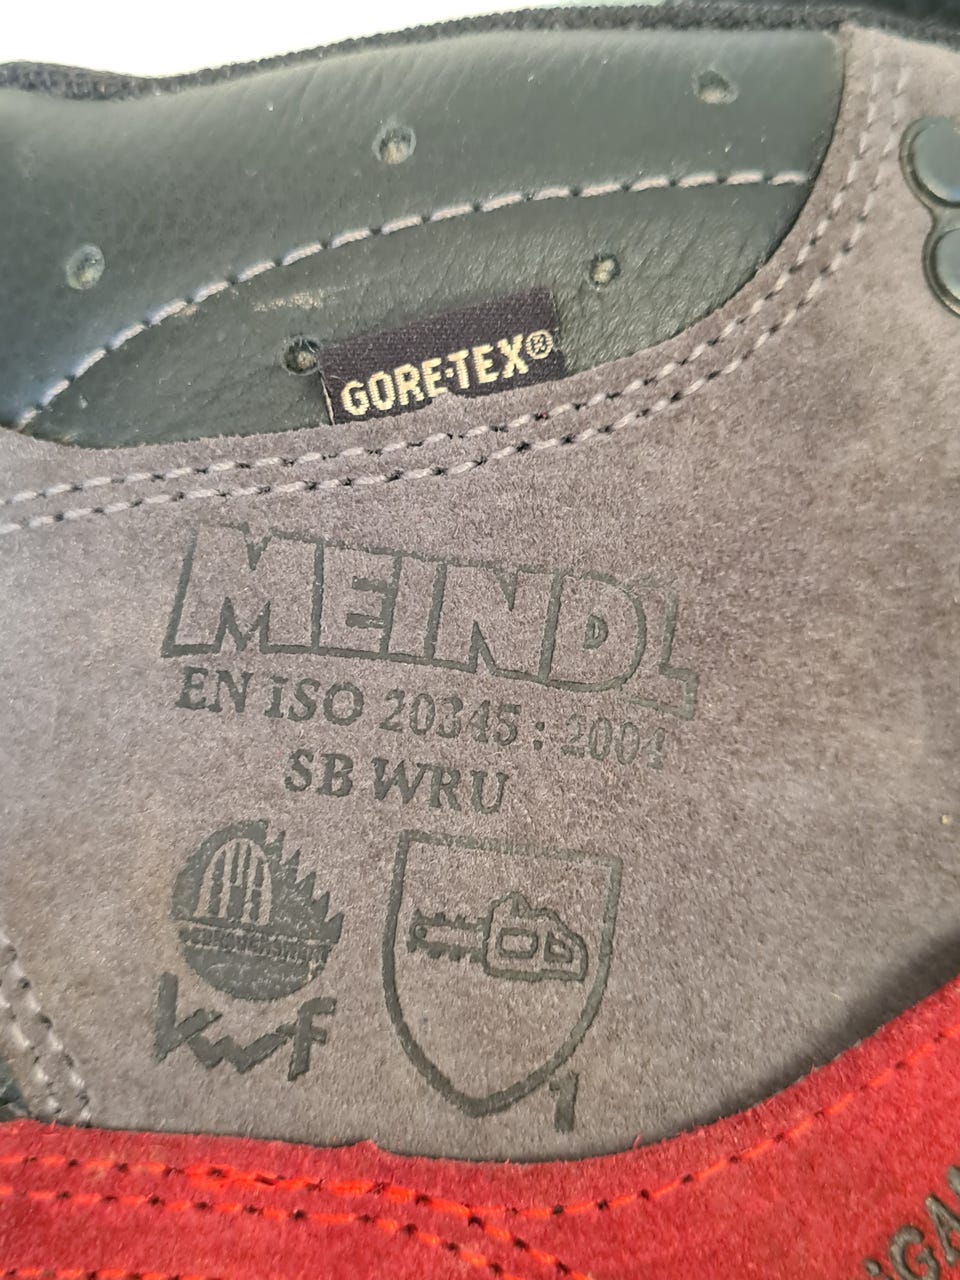 GORE-TEX®
MEINDL
EN ISO 20345 : 2004
SB WRU
kwf
1